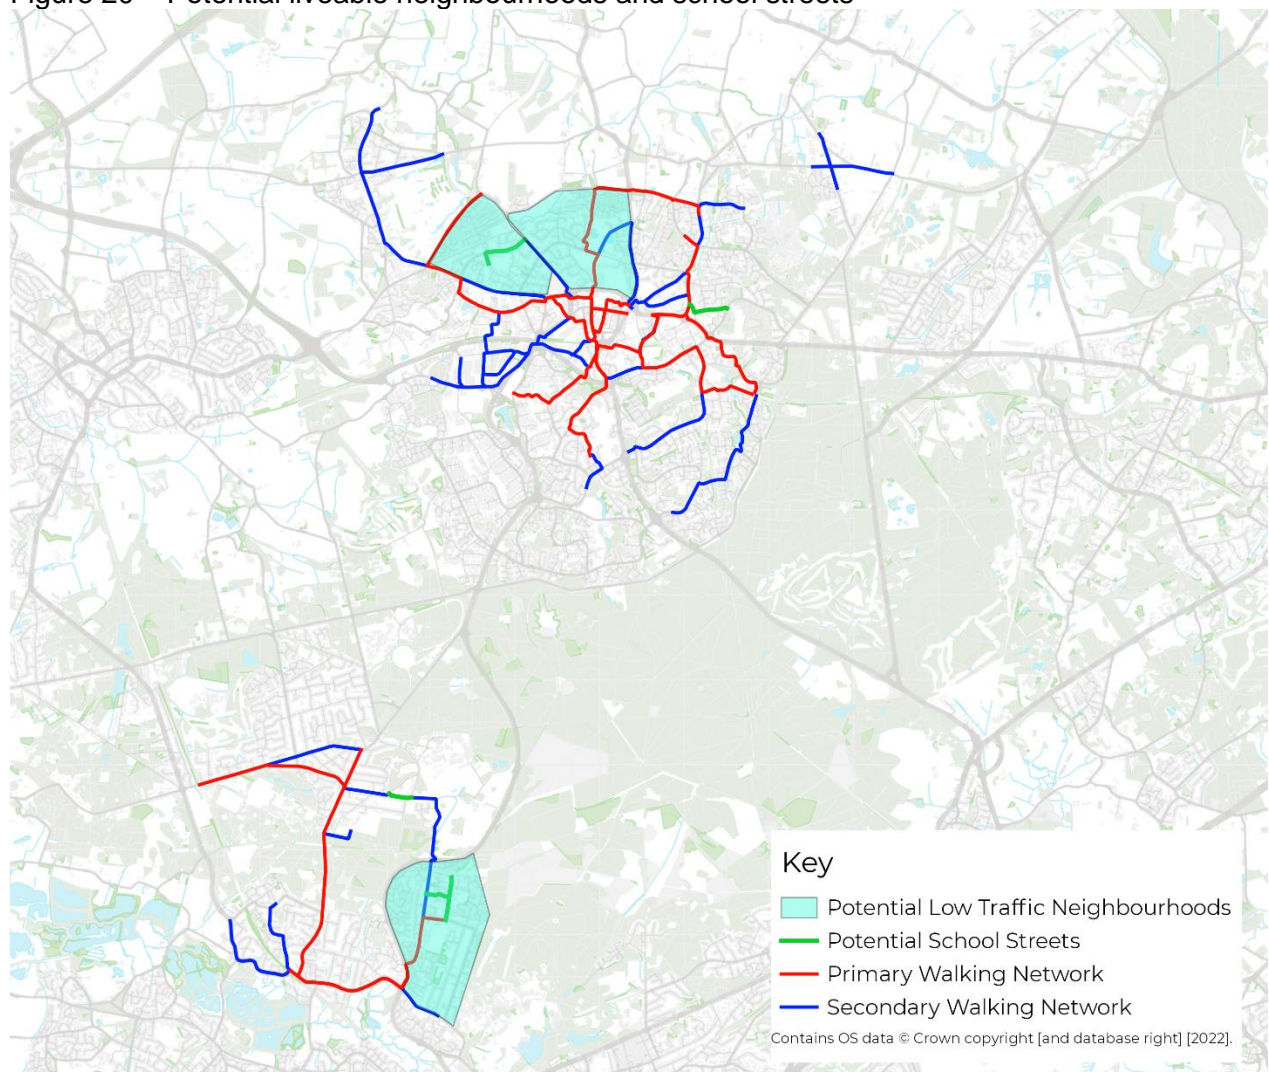 Key
Potential Low Traffic Neighbourhoods
Potential School Streets
Primary Walking Network
Secondary Walking Network
Contains OS data © Crown copyright [and database right] [2022].